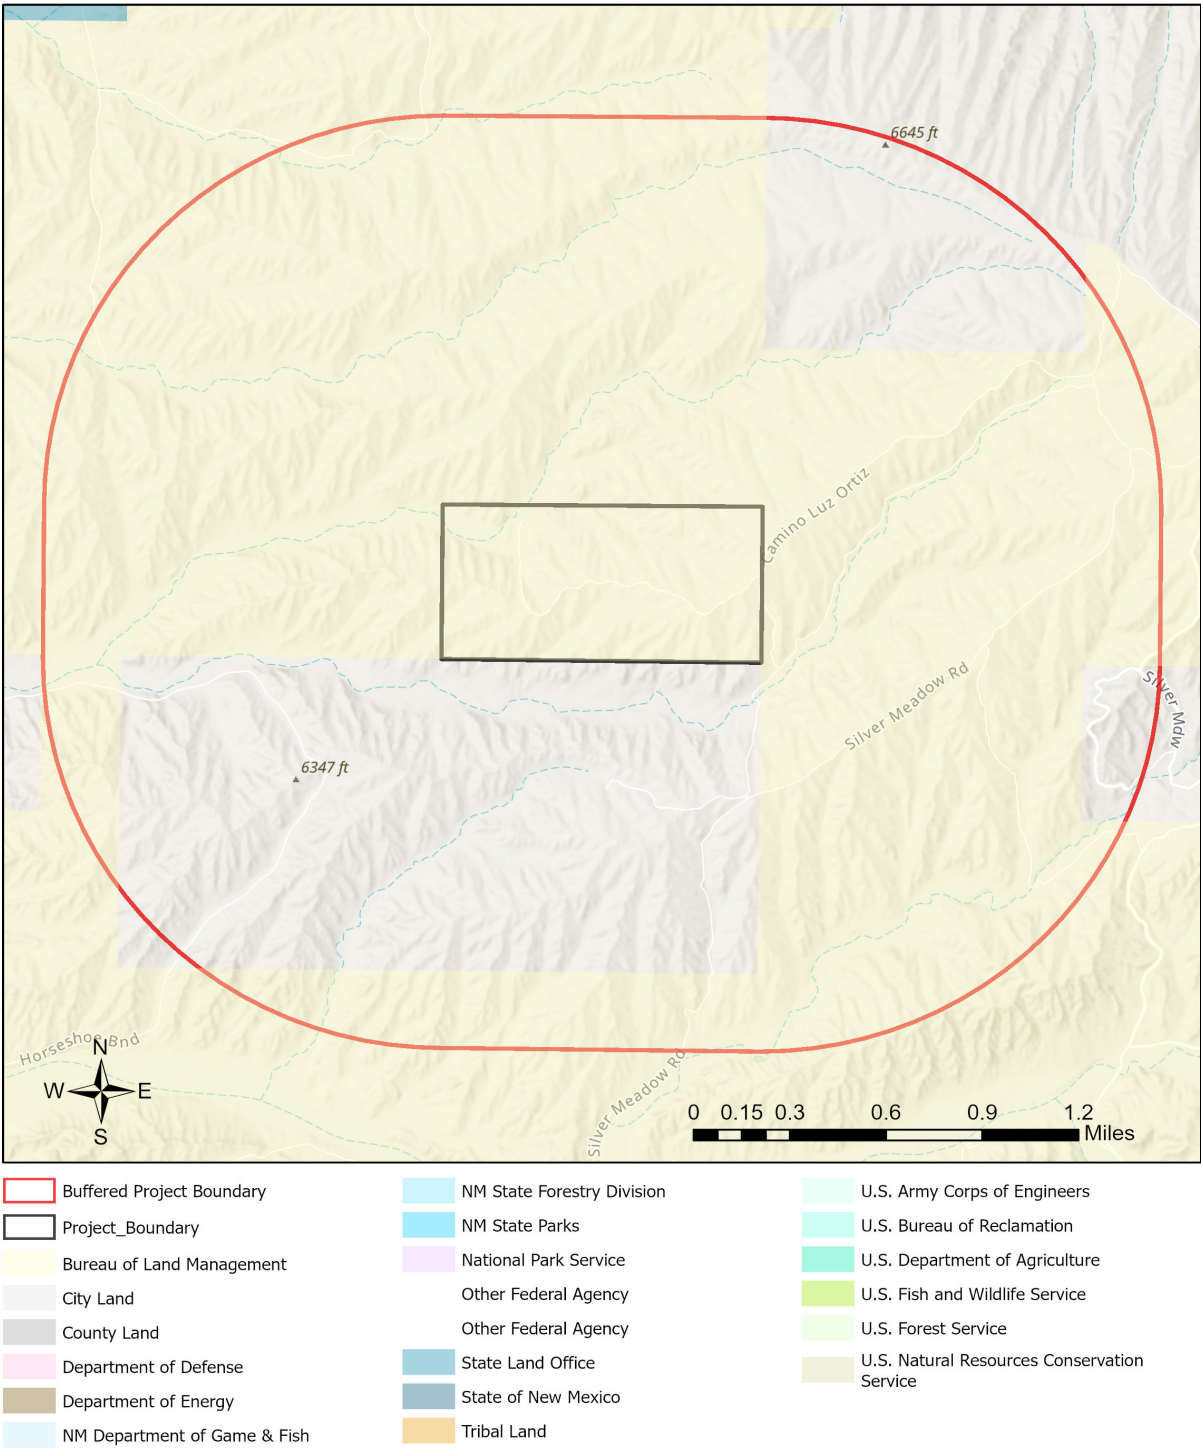 6645 ft
Camino Luz Ortiz
Silver Meadow Rd
Silver Mdw
6347 ft
Horseshoe Bnd
N
W E
S
Silver Meadow Rd
0 0.15 0.3 0.6 0.9 1.2
Miles
Buffered Project Boundary
Project_Boundary
Bureau of Land Management
City Land
County Land
Department of Defense
Department of Energy
NM Department of Game & Fish
NM State Forestry Division
NM State Parks
National Park Service
Other Federal Agency
Other Federal Agency
State Land Office
State of New Mexico
Tribal Land
U.S. Army Corps of Engineers
U.S. Bureau of Reclamation
U.S. Department of Agriculture
U.S. Fish and Wildlife Service
U.S. Forest Service
U.S. Natural Resources Conservation
Service